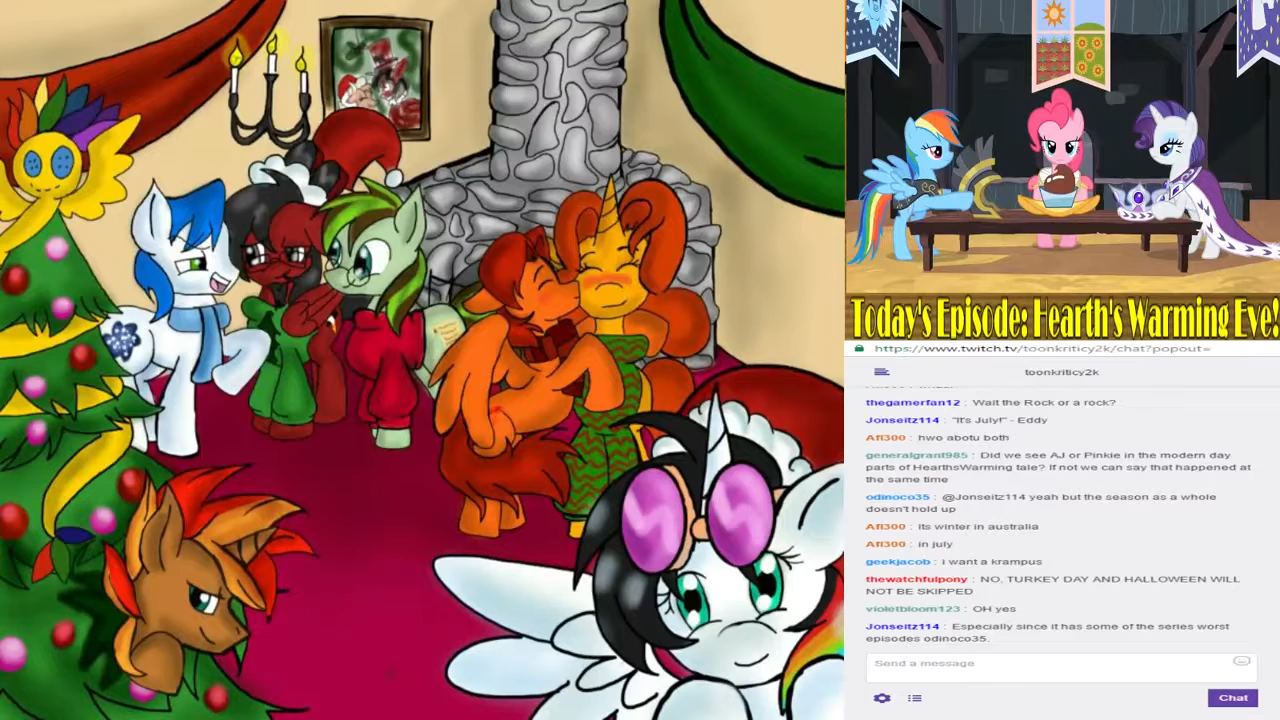 Today's Episode: Hearth's Warming Eve!
https://www.twitch.tv/toonkriticy2k/chat?popout=
toonkriticy2k
thegamerfan12 : Wait the Rock or a rock?
Jonseitz114 : "It's July!" - Eddy
Afl300 : hwo abotu both
generalgrant985 : Did we see AJ or Pinkie in the modern day
parts of HearthsWarming tale? If not we can say that happened at
the same time
odinoco35 : @Jonseitz114 yeah but the season as a whole
doesn't hold up
Afl300 : its winter in australia
Afl300 : in july
geekjacob : i want a krampus
thewatchfulpony : NO, TURKEY DAY AND HALLOWEEN WILL
NOT BE SKIPPED
violetbloom123 : OH yes
Jonseitz114 : Especially since it has some of the series worst
episodes odinoco35.
Send a message
Chat